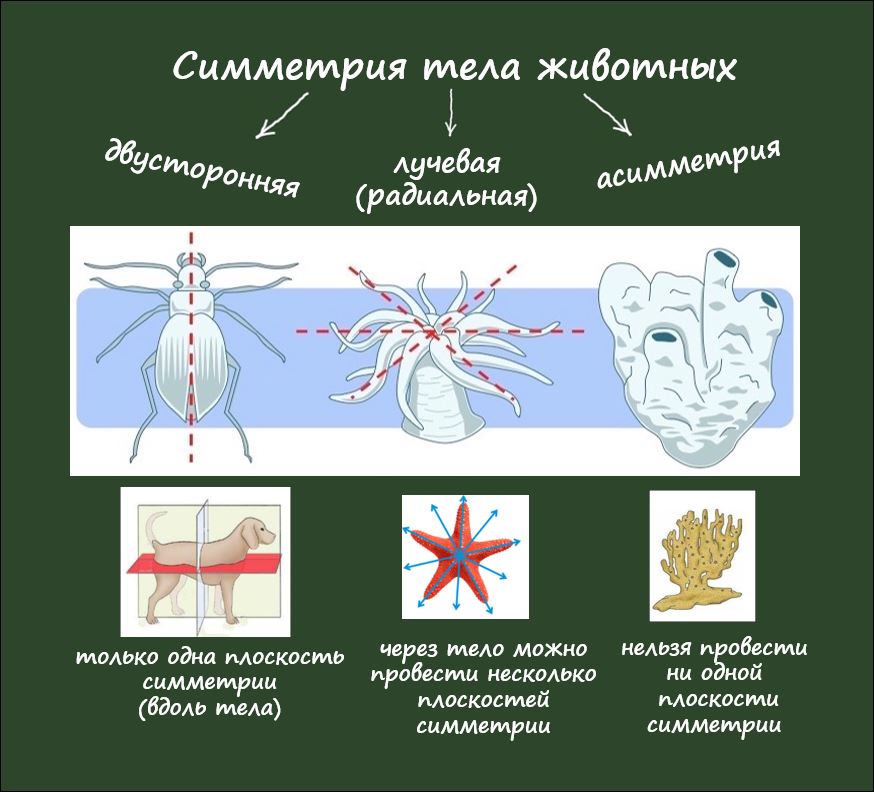 Симметрия тела животных
двусторонняя
лучевая
(радиальная)
асимметрия
только одна плоскость
симметрии
(вдоль тела)
через тело можно
провести несколько
плоскостей
симметрии
нельзя провести
ни одной
плоскости
симметрии